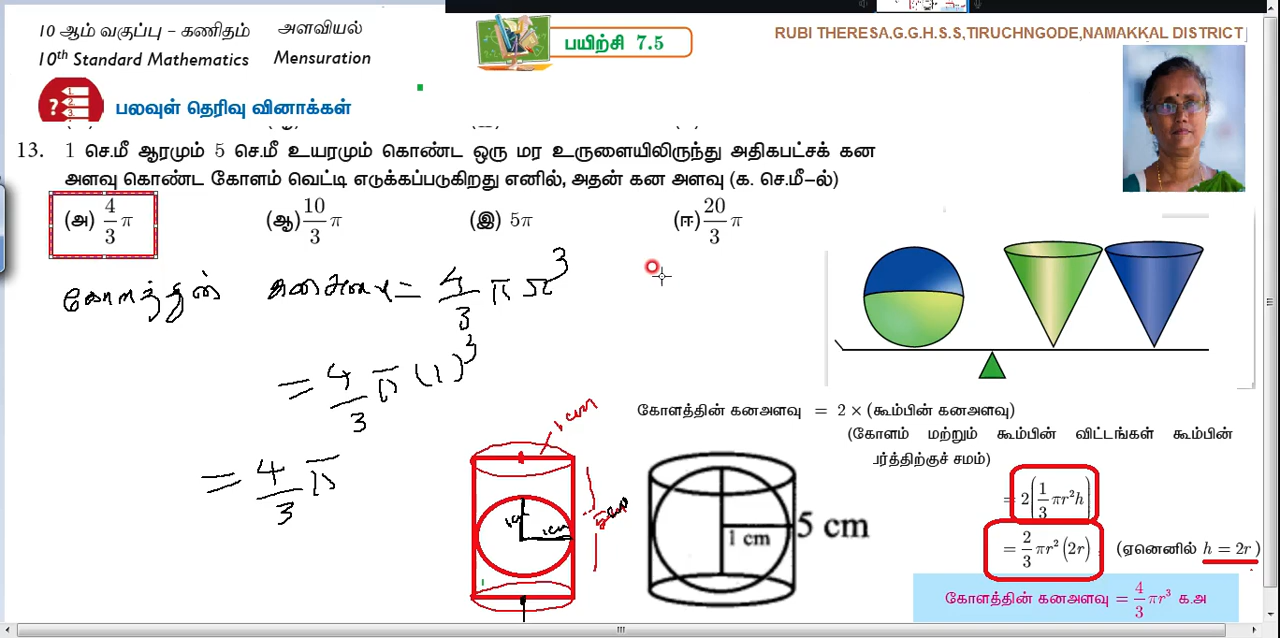 10 ஆம் வகுப்பு – கணிதம் அளவியல்
10th Standard Mathematics Mensuration
பயிற்சி 7.5
RUBI THERESA,G.G.H.S.S,TIRUCHNGODE,NAMAKKAL DISTRICT
பலவுள் தெரிவு வினாக்கள்
13. 1 செ.மீ ஆரமும் 5 செ.மீ உயரமும் கொண்ட ஒரு மர உருளையிலிருந்து அதிகபட்சக் கன
அளவு கொண்ட கோளம் வெட்டி எடுக்கப்படுகிறது எனில், அதன் கன அளவு (க. செ.மீ-ல்)
(அ) 4/3 π (ஆ) 10/3 π (இ) 5π (ஈ) 20/3 π
கோளத்தின் = 4/3 π r³
= 4/3 π (1)³
= 4/3 π
1cm
1cm
1cm
5cm
1 cm
5 cm
கோளத்தின் கனஅளவு = 2 × (கூம்பின் கனஅளவு)
(கோளம் மற்றும் கூம்பின் விட்டங்கள் கூம்பின்
சமம்)
= 2(1/3 πr²h)
= 2/3 πr²(2r) (ஏனெனில் h = 2r)
கோளத்தின் கனஅளவு = 4/3 πr³ க.அ